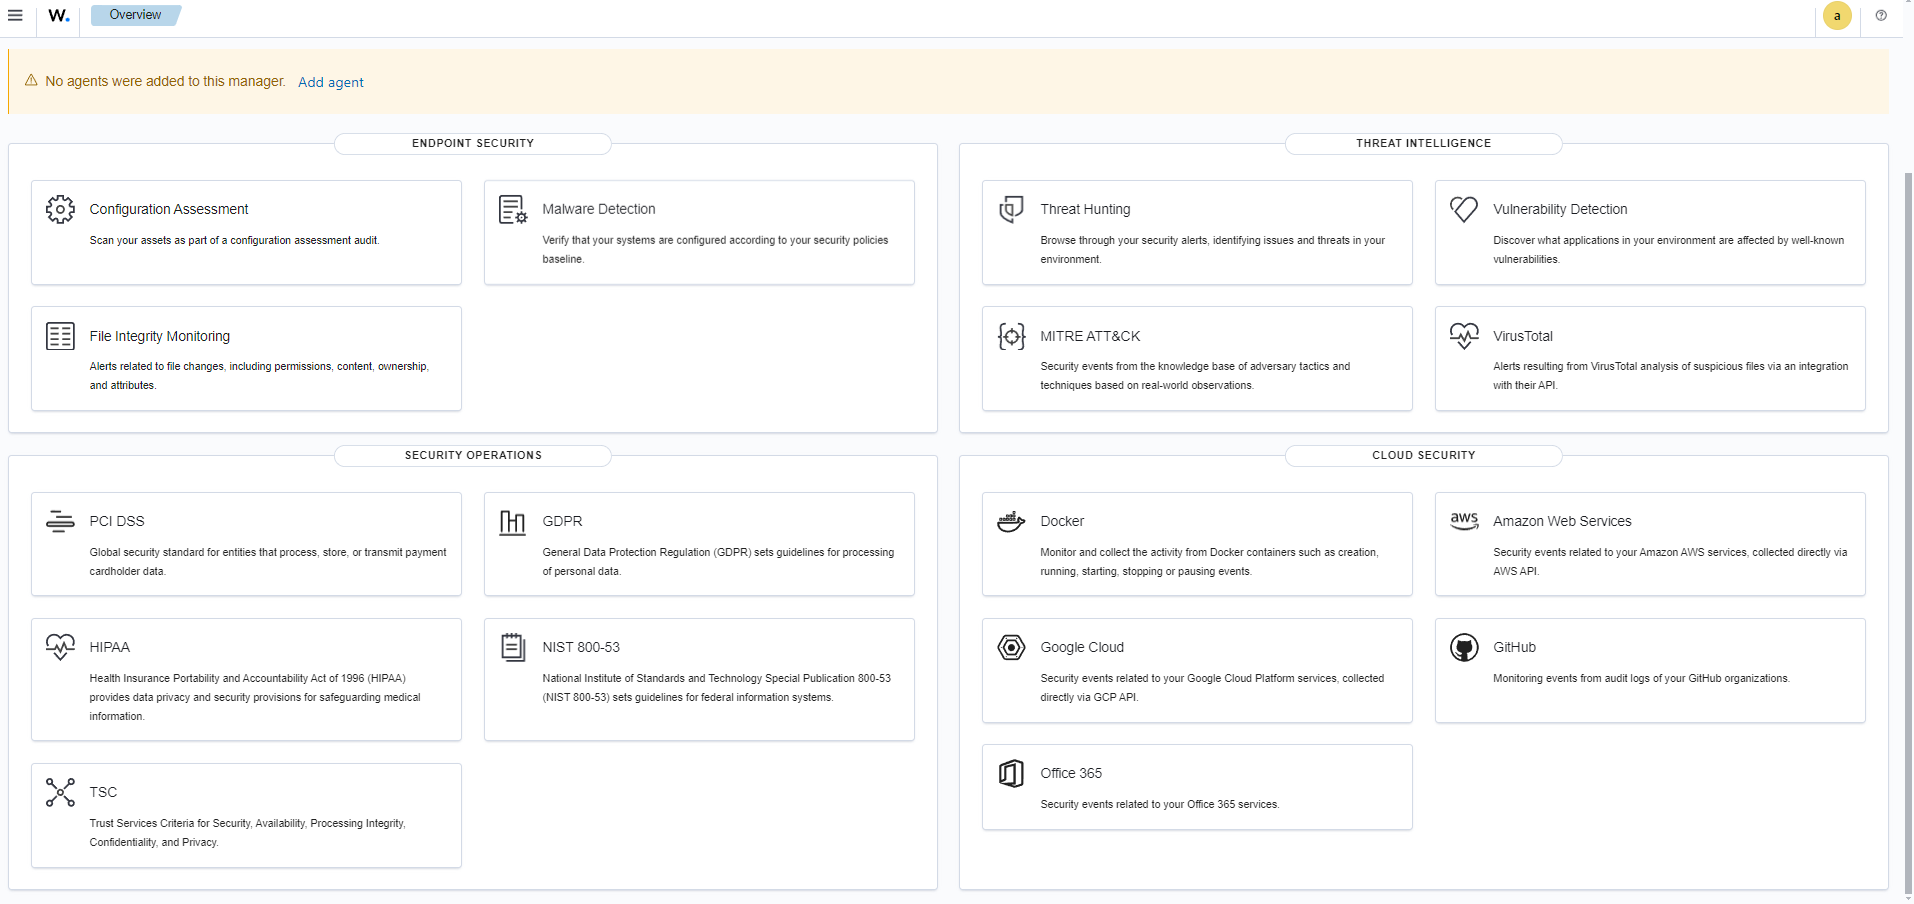 W.
Overview
a
No agents were added to this manager. Add agent
ENDPOINT SECURITY
Configuration Assessment
Scan your assets as part of a configuration assessment audit.
Malware Detection
Verify that your systems are configured according to your security policies
baseline.
File Integrity Monitoring
Alerts related to file changes, including permissions, content, ownership,
and attributes.
THREAT INTELLIGENCE
Threat Hunting
Browse through your security alerts, identifying issues and threats in your
environment.
Vulnerability Detection
Discover what applications in your environment are affected by well-known
vulnerabilities.
MITRE ATT&CK
Security events from the knowledge base of adversary tactics and
techniques based on real-world observations.
VirusTotal
Alerts resulting from VirusTotal analysis of suspicious files via an integration
with their API.
SECURITY OPERATIONS
PCI DSS
Global security standard for entities that process, store, or transmit payment
cardholder data.
GDPR
General Data Protection Regulation (GDPR) sets guidelines for processing
of personal data.
HIPAA
Health Insurance Portability and Accountability Act of 1996 (HIPAA)
provides data privacy and security provisions for safeguarding medical
information.
NIST 800-53
National Institute of Standards and Technology Special Publication 800-53
(NIST 800-53) sets guidelines for federal information systems.
TSC
Trust Services Criteria for Security, Availability, Processing Integrity,
Confidentiality, and Privacy.
CLOUD SECURITY
Docker
Monitor and collect the activity from Docker containers such as creation,
running, starting, stopping or pausing events.
aws
Amazon Web Services
Security events related to your Amazon AWS services, collected directly via
AWS API.
Google Cloud
Security events related to your Google Cloud Platform services, collected
directly via GCP API.
GitHub
Monitoring events from audit logs of your GitHub organizations.
Office 365
Security events related to your Office 365 services.